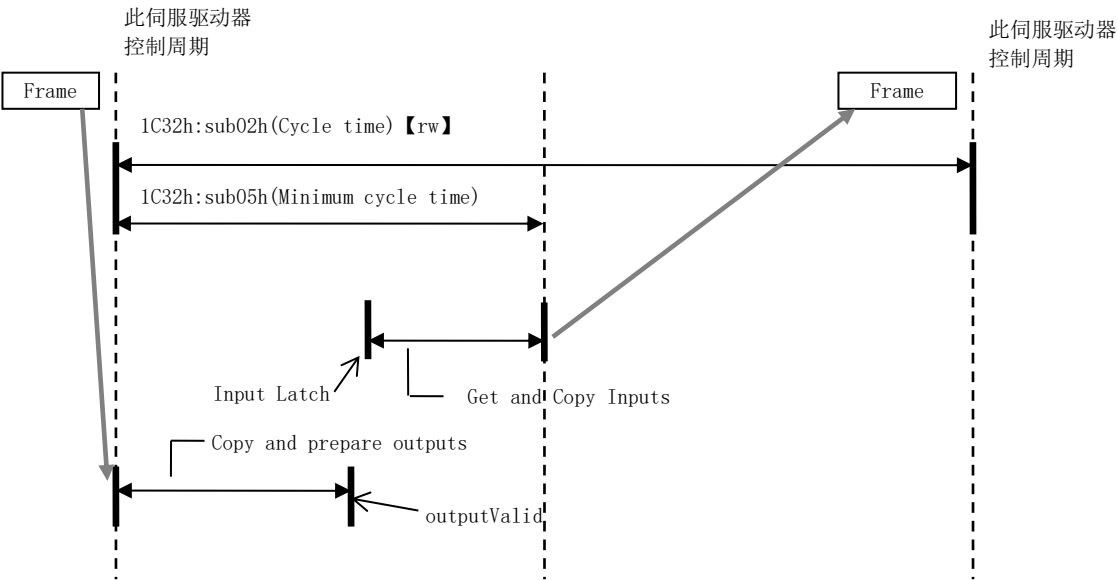 此伺服驱动器
控制周期
此伺服驱动器
控制周期
Frame
Frame
1C32h:sub02h(Cycle time)【rw】
1C32h:sub05h(Minimum cycle time)
Input Latch
Get and Copy Inputs
Copy and prepare outputs
outputValid